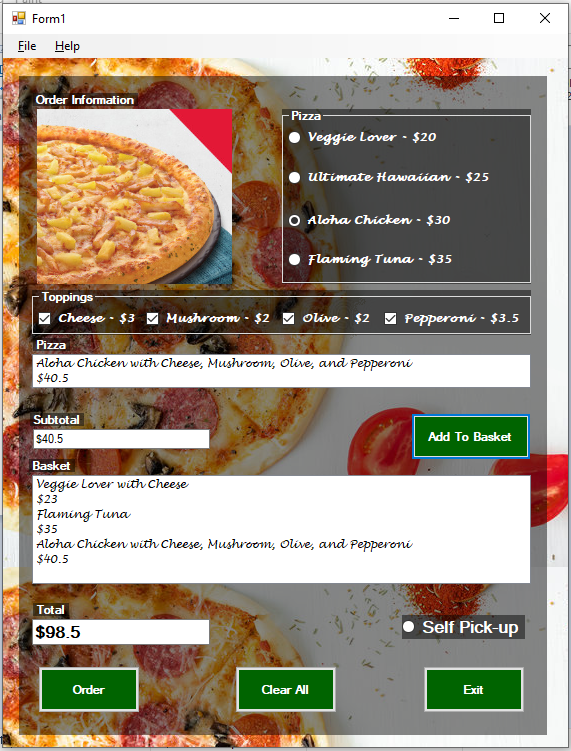 Form1
File Help
Order Information
Pizza
Veggie Lover - $20
Ultimate Hawaiian - $25
Aloha Chicken - $30
Flaming Tuna - $35
Toppings
Cheese - $3 Mushroom - $2 Olive - $2 Pepperoni - $3.5
Pizza
Aloha Chicken with Cheese, Mushroom, Olive, and Pepperoni
$40.5
Subtotal
$40.5
Add To Basket
Basket
Veggie Lover with Cheese
$23
Flaming Tuna
$35
Aloha Chicken with Cheese, Mushroom, Olive, and Pepperoni
$40.5
Total
$98.5
Self Pick-up
Order Clear All Exit